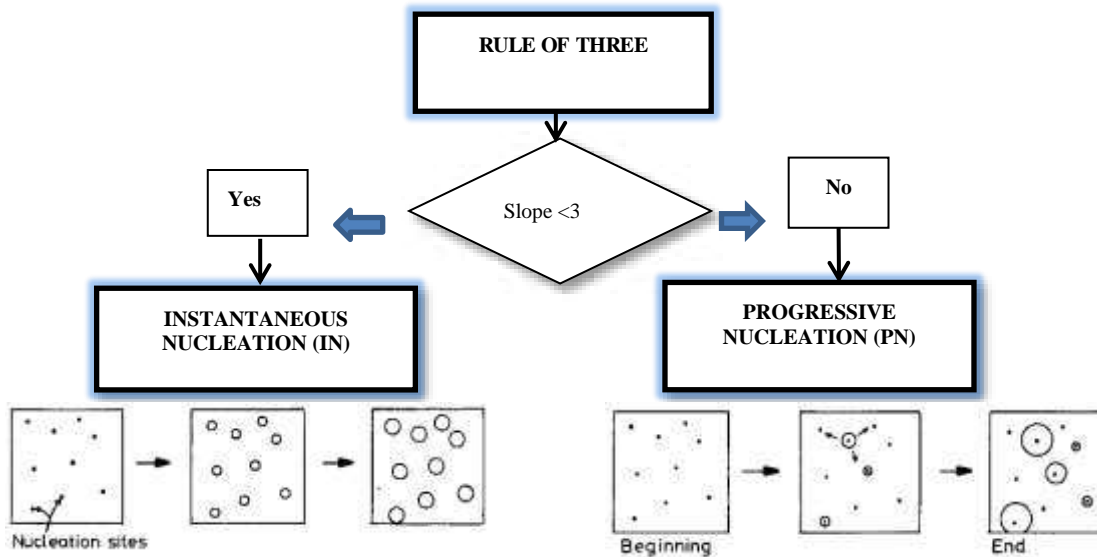 RULE OF THREE
Yes
Slope <3
No
INSTANTANEOUS
NUCLEATION (IN)
PROGRESSIVE
NUCLEATION (PN)
Nucleation sites
Beginning
End